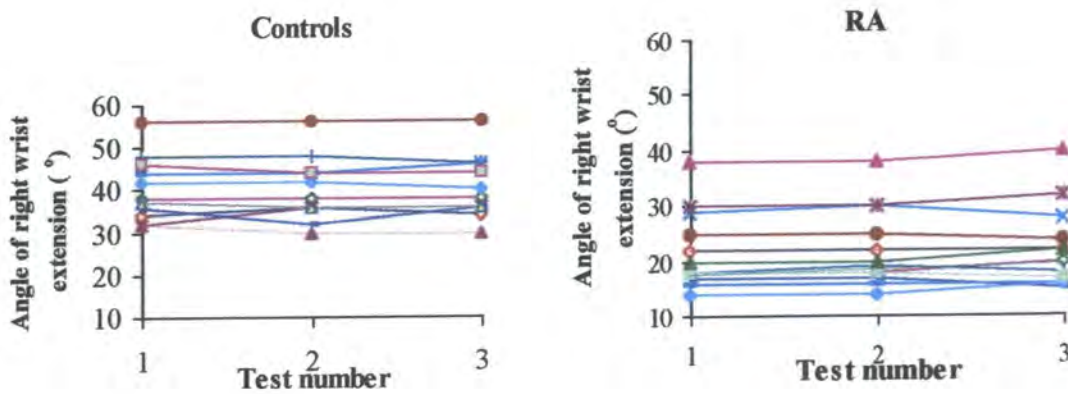 Controls
Angle of right wrist
extension ( º)
60
50
40
30
20
10
1
2
3
Test number
RA
Angle of right wrist
extension (º)
60
50
40
30
20
10
1
2
3
Test number